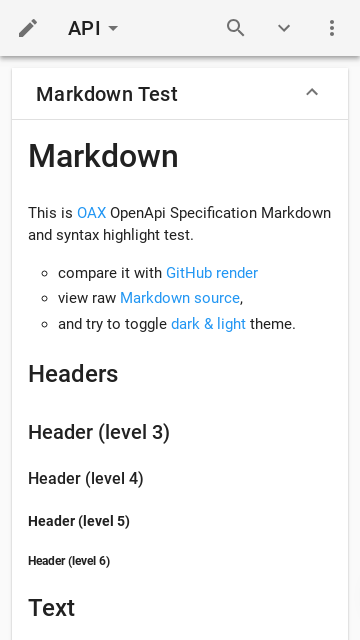 API
Markdown Test
Markdown
This is OAX OpenApi Specification Markdown
and syntax highlight test.
compare it with GitHub render
view raw Markdown source,
and try to toggle dark & light theme.
Headers
Header (level 3)
Header (level 4)
Header (level 5)
Header (level 6)
Text